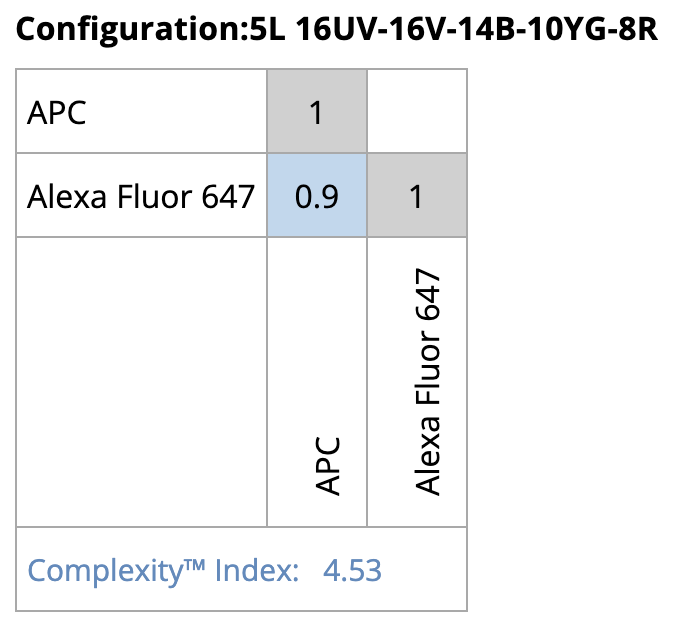 Configuration:5L 16UV-16V-14B-10YG-8R
APC 1
Alexa Fluor 647 0.9 1
APC
Alexa Fluor 647
Complexity™ Index: 4.53